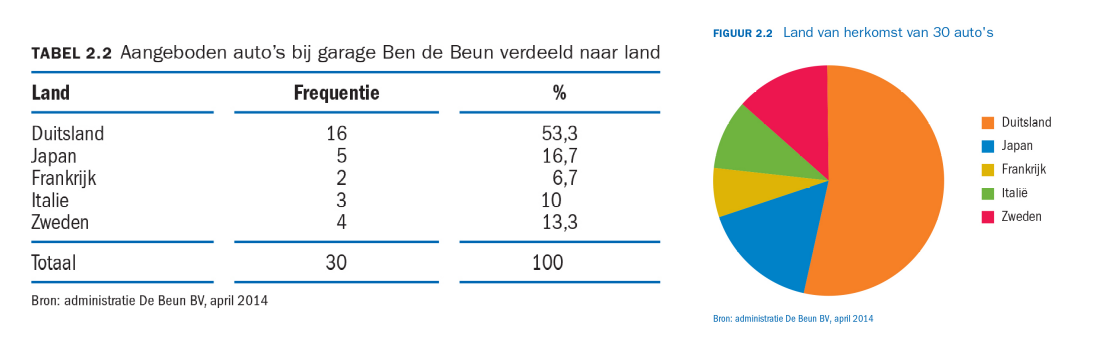 TABEL 2.2 Aangeboden auto's bij garage Ben de Beun verdeeld naar land
Land Frequentie %
Duitsland 16 53,3
Japan 5 16,7
Frankrijk 2 6,7
Italie 3 10
Zweden 4 13,3
Totaal 30 100
Bron: administratie De Beun BV, april 2014
FIGUUR 2.2 Land van herkomst van 30 auto's
Duitsland
Japan
Frankrijk
Italië
Zweden
Bron: administratie De Beun BV, april 2014